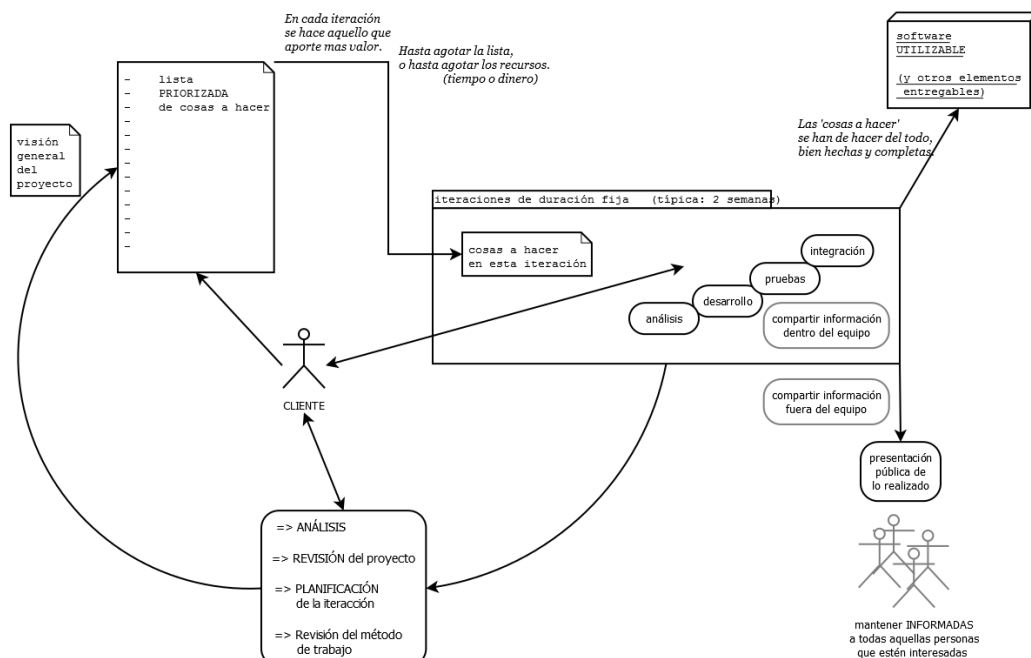 En cada iteración
se hace aquello que
aporte mas valor.
Hasta agotar la lista,
o hasta agotar los recursos.
(tiempo o dinero)
software
UTILIZABLE
(y otros elementos
entregables)
- lista
- PRIORIZADA
- de cosas a hacer
-
-
-
-
-
-
-
-
-
-
visión
general
del
proyecto
Las 'cosas a hacer'
se han de hacer del todo,
bien hechas y completas.
iteraciones de duración fija (típica: 2 semanas)
cosas a hacer
en esta iteración
integración
pruebas
desarrollo
análisis
compartir información
dentro del equipo
CLIENTE
compartir información
fuera del equipo
presentación
pública de
lo realizado
=> ANÁLISIS
=> REVISIÓN del proyecto
=> PLANIFICACIÓN
de la iteracción
=> Revisión del método
de trabajo
mantener INFORMADAS
a todas aquellas personas
que estén interesadas